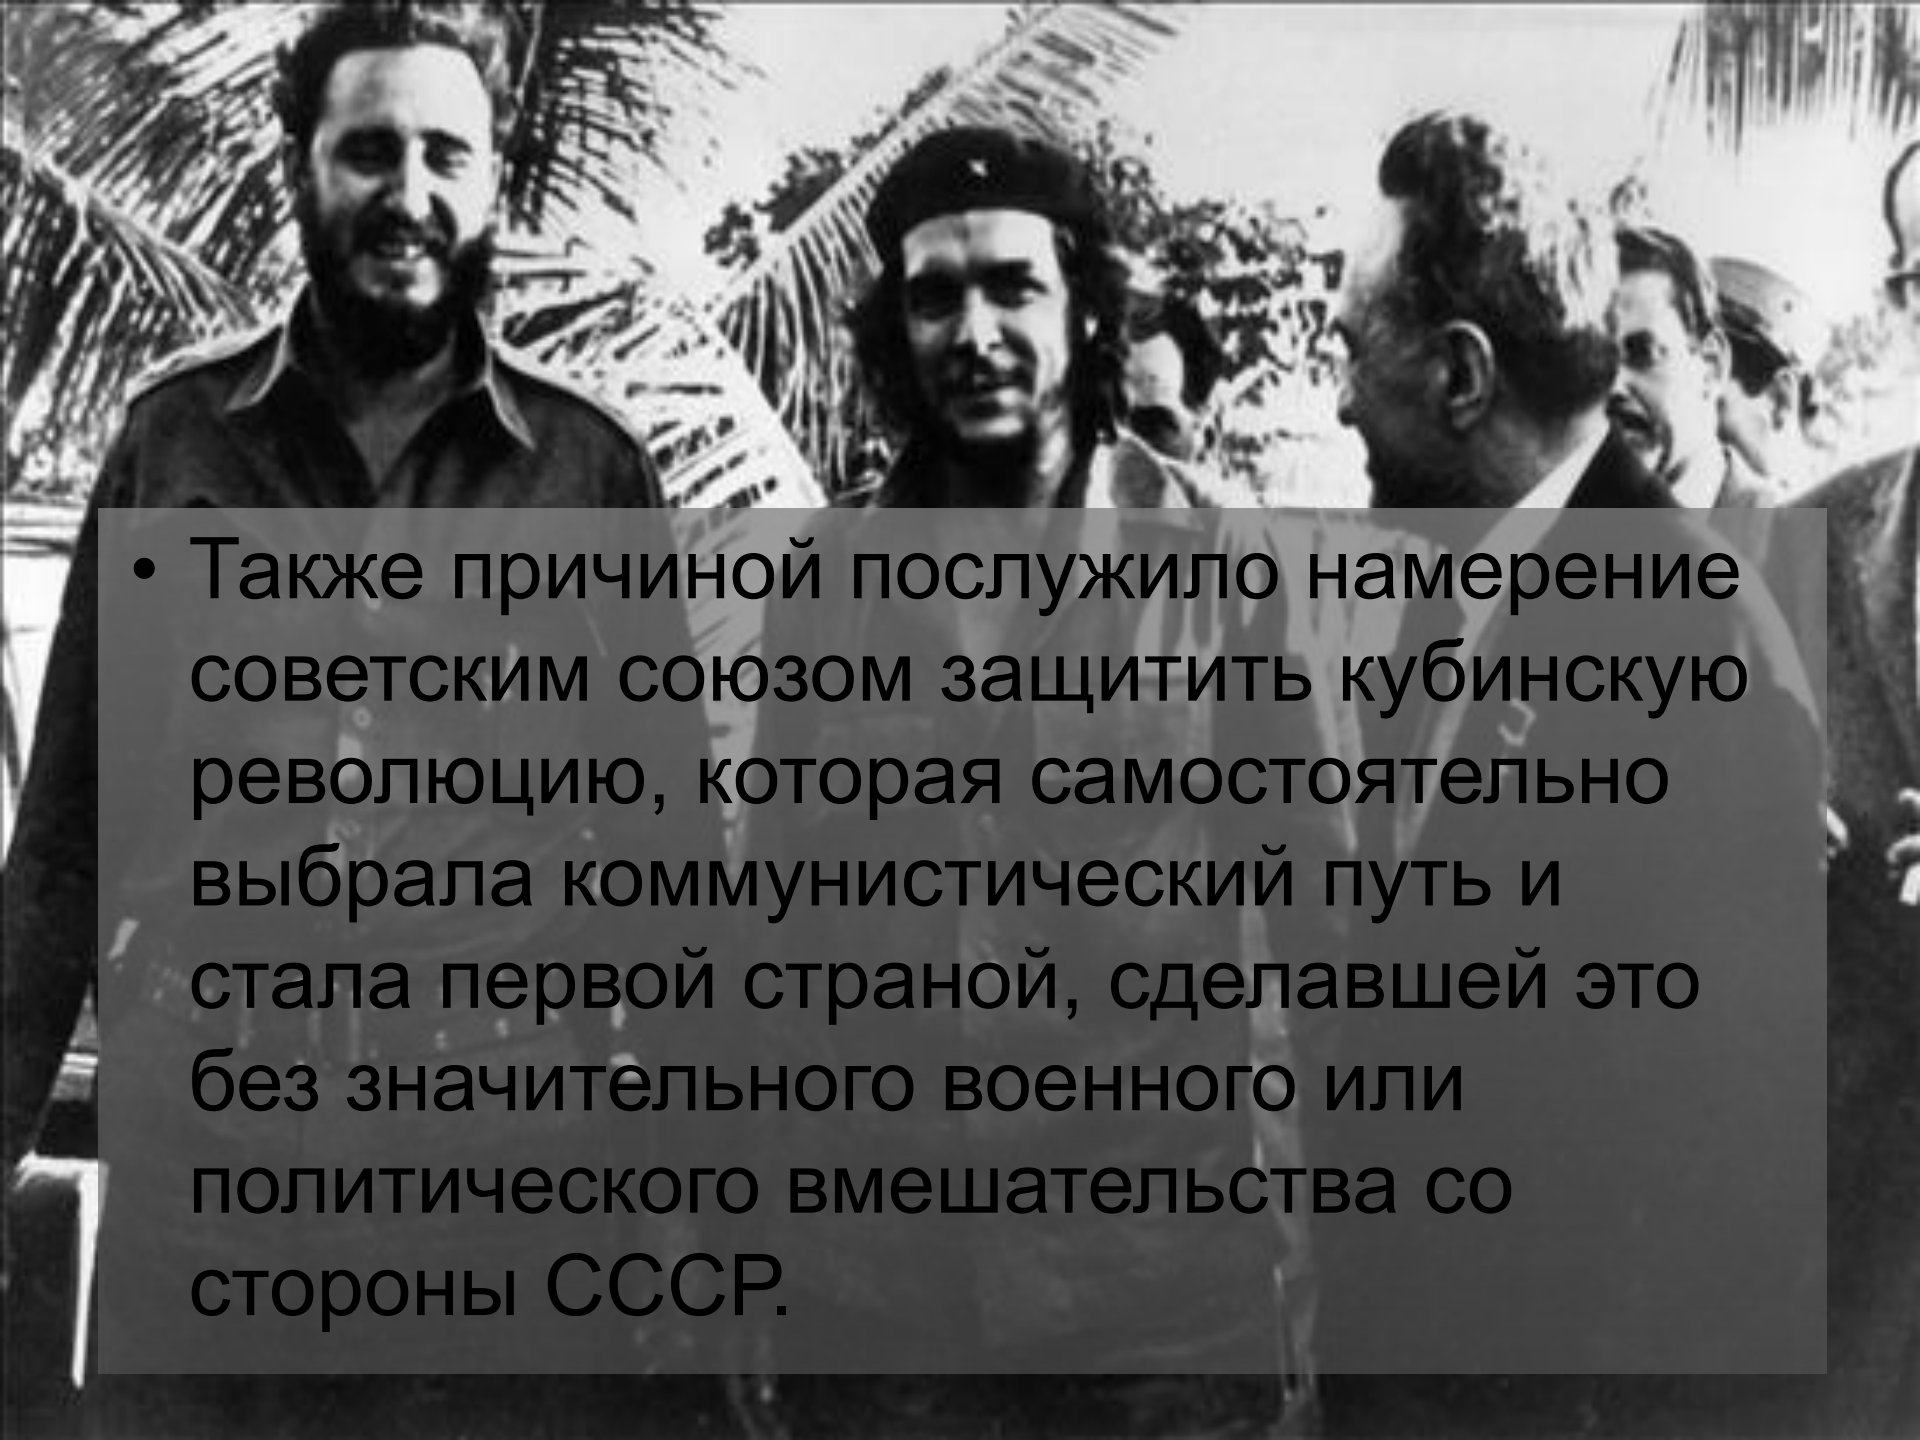 • Также причиной послужило намерение
советским союзом защитить кубинскую
революцию, которая самостоятельно
выбрала коммунистический путь и
стала первой страной, сделавшей это
без значительного военного или
политического вмешательства со
стороны СССР.